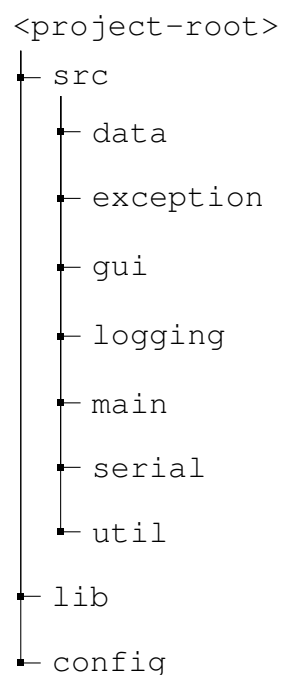 <project-root>
src
data
exception
gui
logging
main
serial
util
lib
config